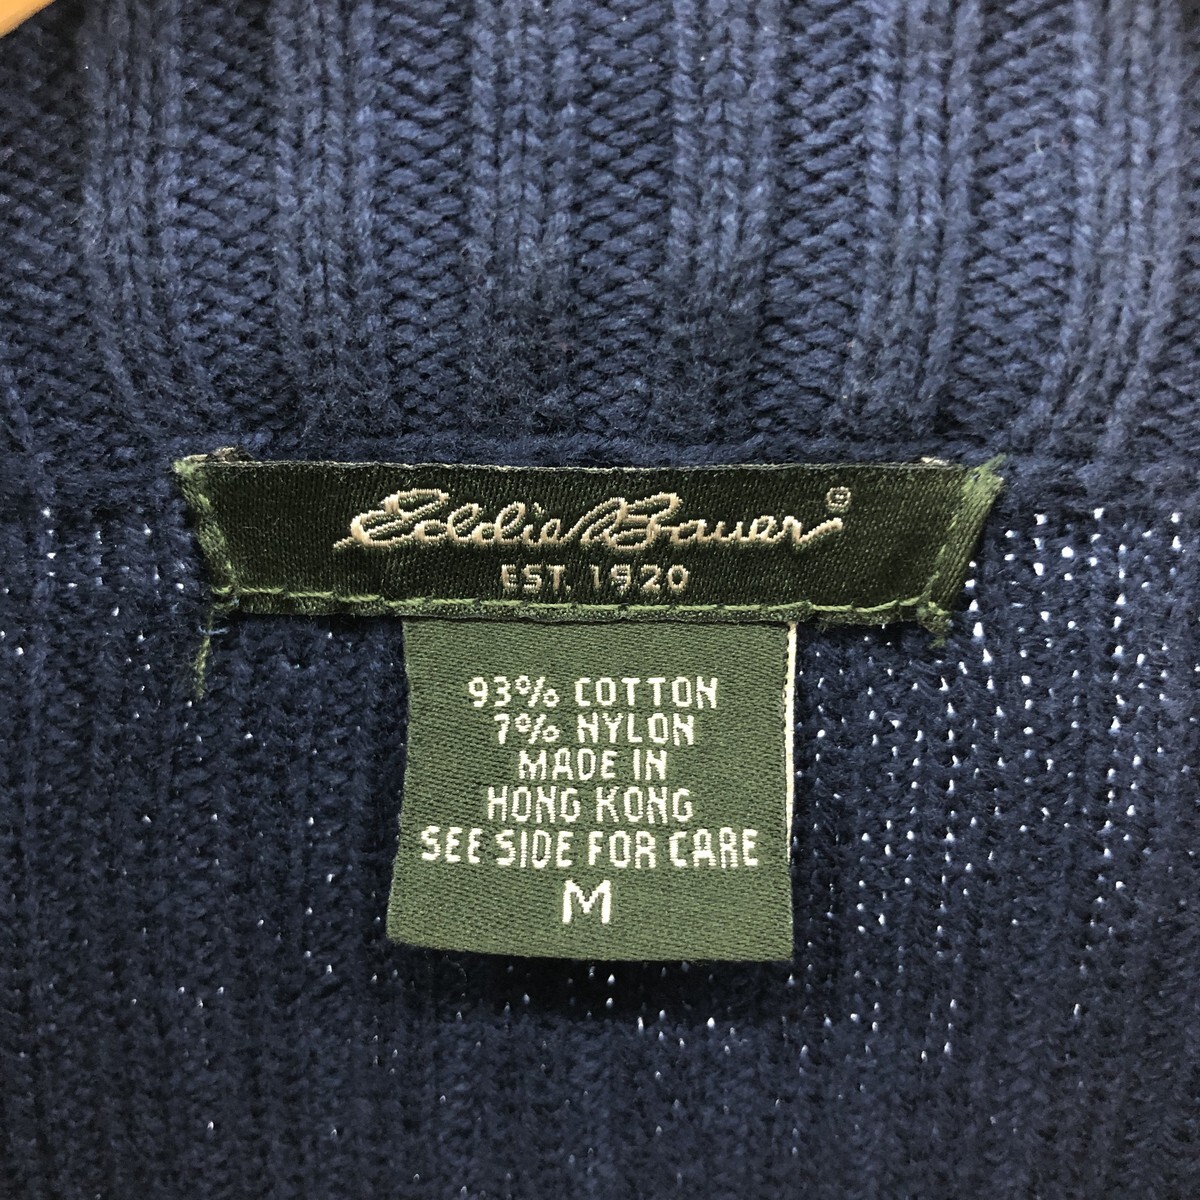 Eddie Bauer®
EST. 1920
93% COTTON
7% NYLON
MADE IN
HONG KONG
SEE SIDE FOR CARE
M